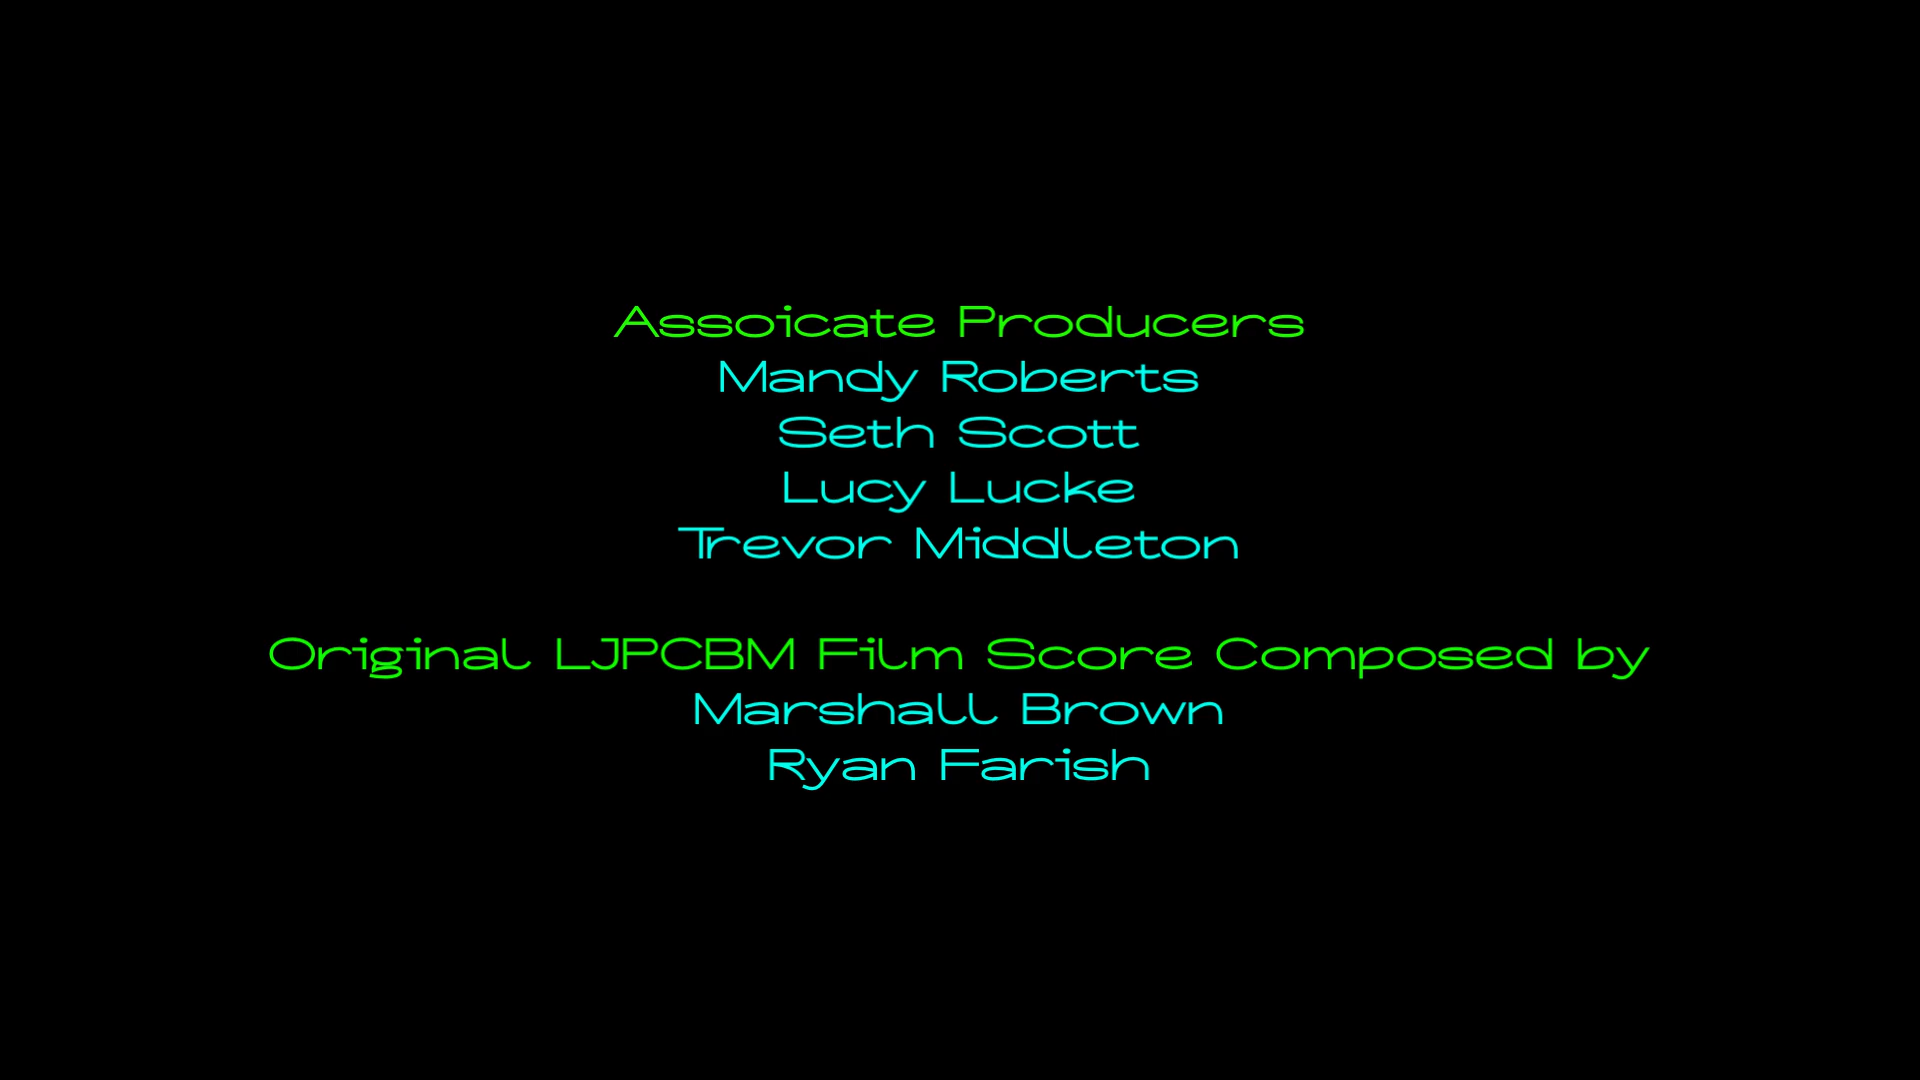 Assoicate Producers
Mandy Roberts
Seth Scott
Lucy Lucke
Trevor Middleton
Original LJPCBM Film Score Composed by
Marshall Brown
Ryan Farish